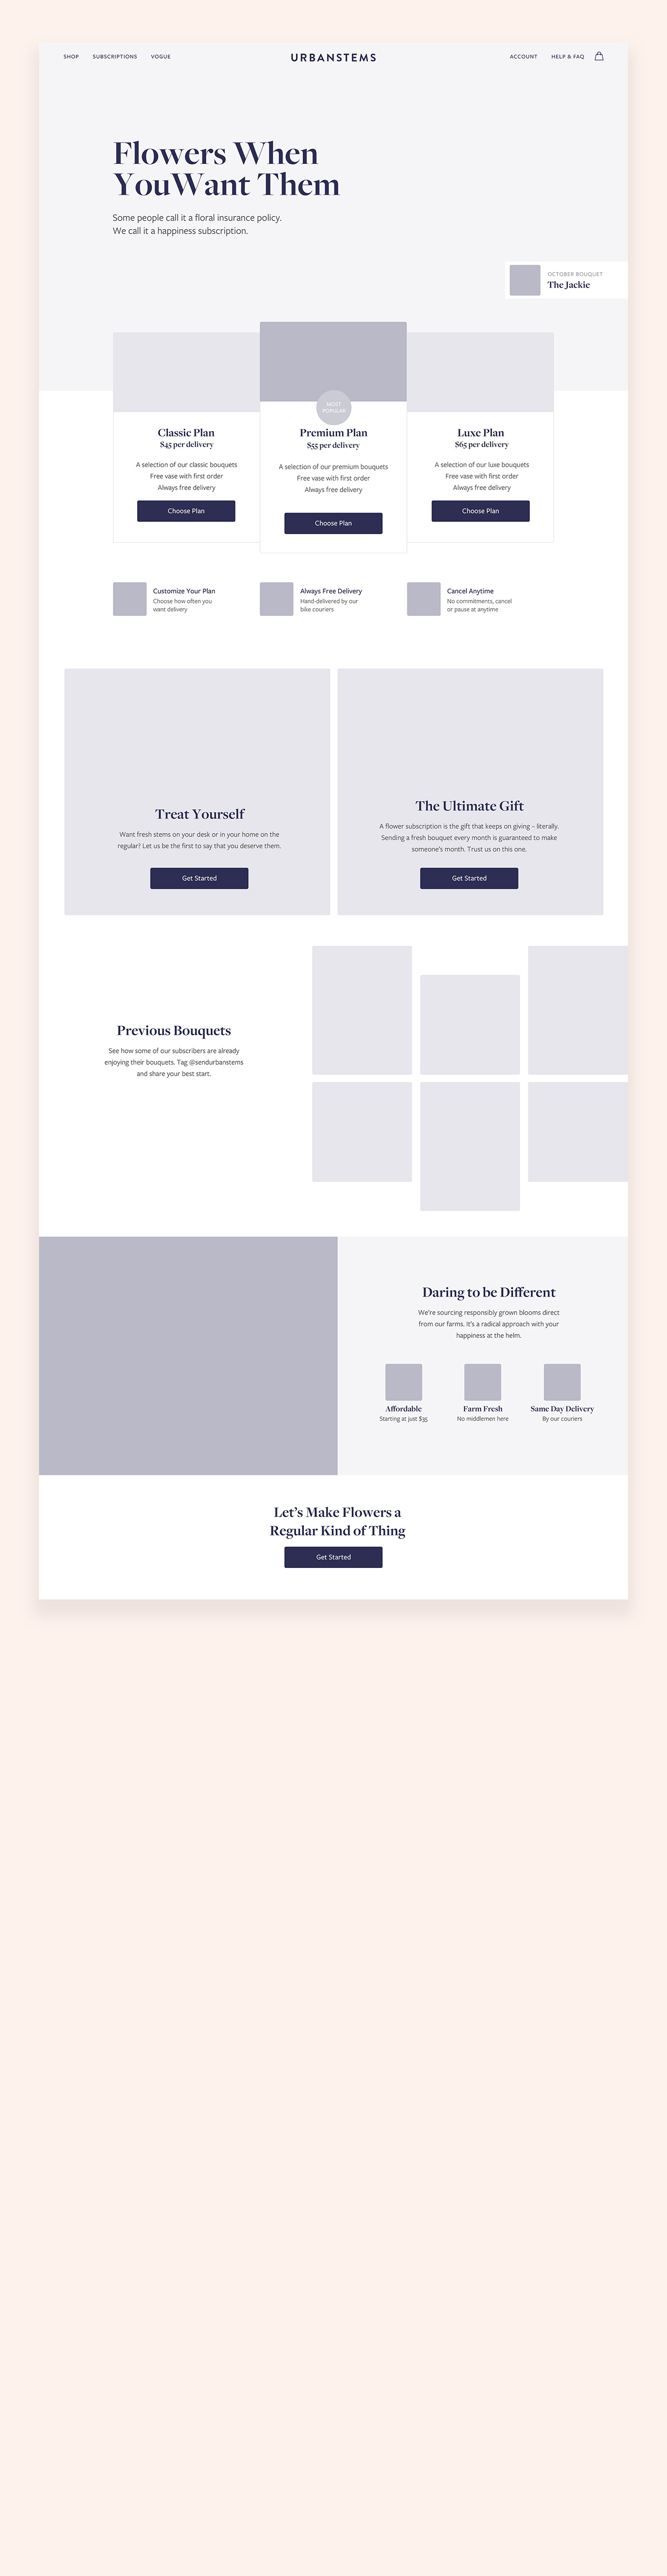 SHOP SUBSCRIPTIONS VOGUE URBANSTEMS ACCOUNT HELP & FAQ
Flowers When
YouWant Them
Some people call it a floral insurance policy.
We call it a happiness subscription.
OCTOBER BOUQUET
The Jackie
MOST
POPULAR
Classic Plan
$45 per delivery
A selection of our classic bouquets
Free vase with first order
Always free delivery
Choose Plan
Premium Plan
$55 per delivery
A selection of our premium bouquets
Free vase with first order
Always free delivery
Choose Plan
Luxe Plan
$65 per delivery
A selection of our luxe bouquets
Free vase with first order
Always free delivery
Choose Plan
Customize Your Plan
Choose how often you
want delivery
Always Free Delivery
Hand-delivered by our
bike couriers
Cancel Anytime
No commitments, cancel
or pause at anytime
Treat Yourself
Want fresh stems on your desk or in your home on the
regular? Let us be the first to say that you deserve them.
Get Started
The Ultimate Gift
A flower subscription is the gift that keeps on giving – literally.
Sending a fresh bouquet every month is guaranteed to make
someone's month. Trust us on this one.
Get Started
Previous Bouquets
See how some of our subscribers are already
enjoying their bouquets. Tag @sendurbanstems
and share your best start.
Daring to be Different
We're sourcing responsibly grown blooms direct
from our farms. It's a radical approach with your
happiness at the helm.
Affordable
Starting at just $35
Farm Fresh
No middlemen here
Same Day Delivery
By our couriers
Let's Make Flowers a
Regular Kind of Thing
Get Started